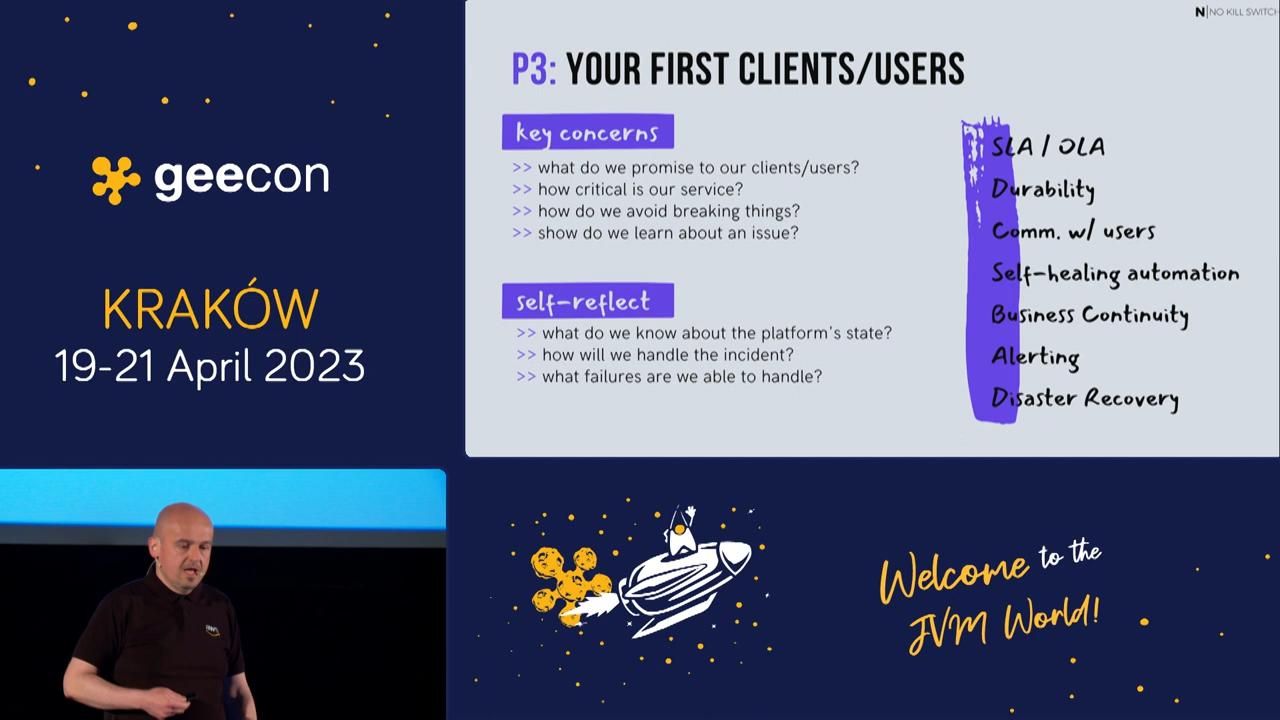 geecon
KRAKÓW
19-21 April 2023
N|NO KILL SWITCH
P3: YOUR FIRST CLIENTS/USERS
key concerns
>> what do we promise to our clients/users?
>> how critical is our service?
>> how do we avoid breaking things?
>> show do we learn about an issue?
self-reflect
>> what do we know about the platform's state?
>> how will we handle the incident?
>> what failures are we able to handle?
SLA / OLA
Durability
Comm. w/ users
Self-healing automation
Business Continuity
Alerting
Disaster Recovery
Welcome to the
JVM World!